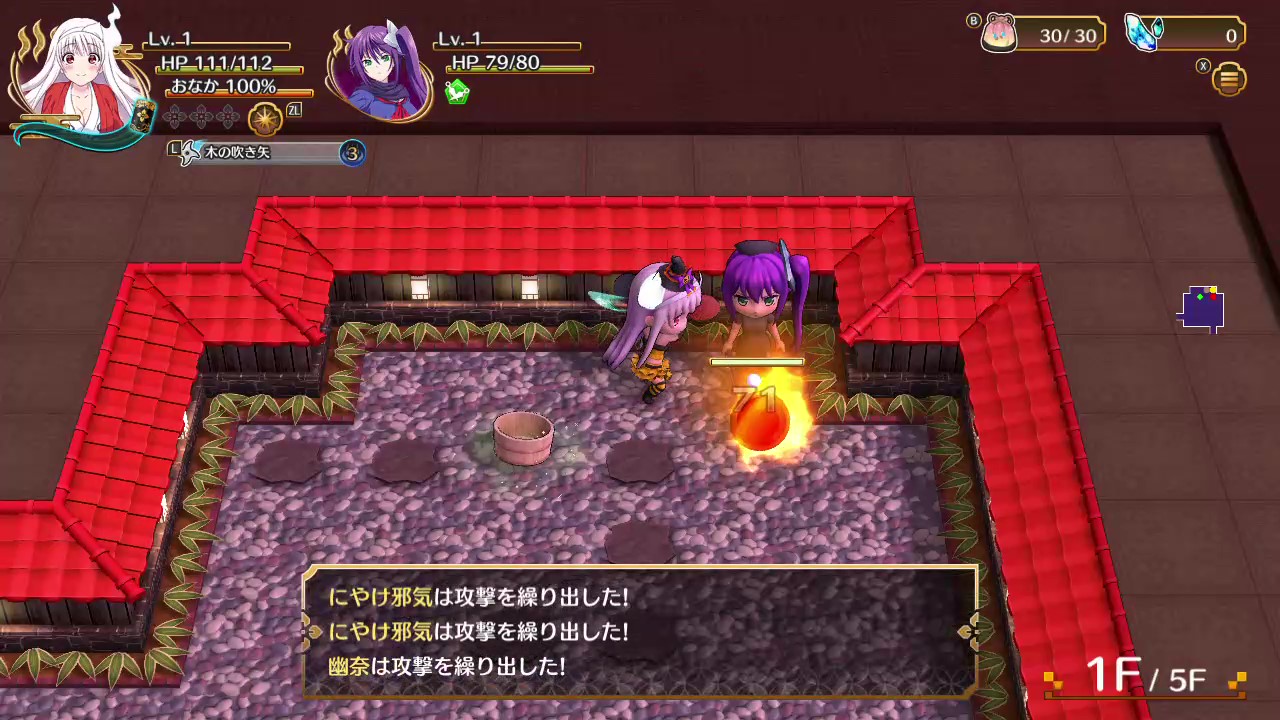 Lv. 1
HP 111/112
おなか 100%
ZL
L
木の吹き矢
3
Lv. 1
HP 79/80
B
30/30
0
X
71
にやけ邪気は攻撃を繰り出した!
にやけ邪気は攻撃を繰り出した!
幽奈は攻撃を繰り出した!
1F / 5F